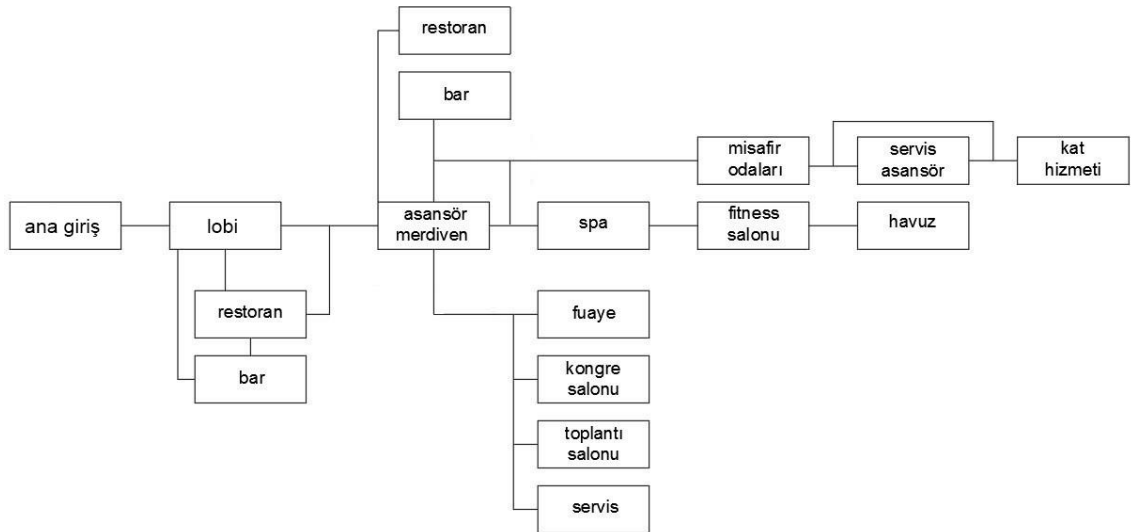 restoran
bar
misafir
odaları
servis
asansör
kat
hizmeti
ana giriş
lobi
asansör
merdiven
spa
fitness
salonu
havuz
restoran
fuaye
bar
kongre
salonu
toplantı
salonu
servis